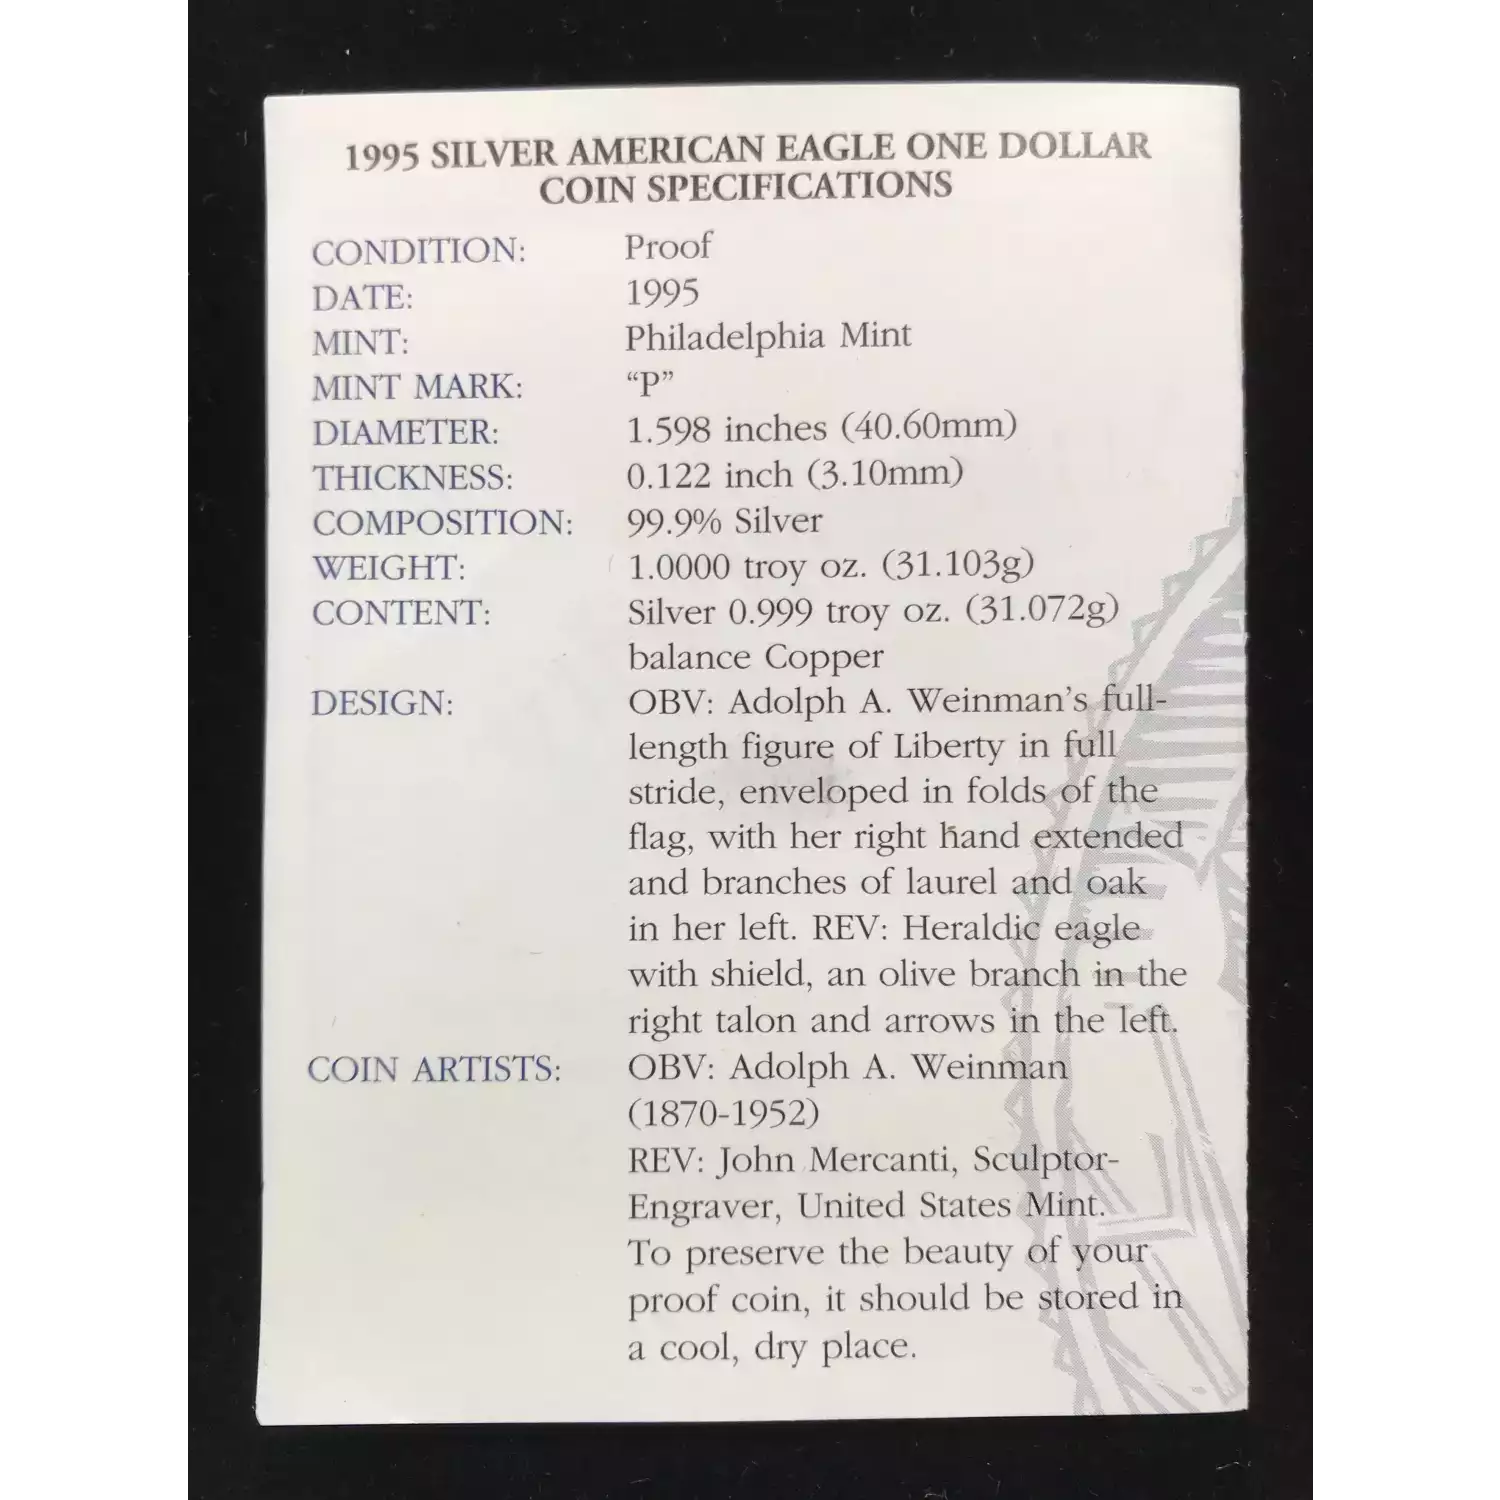 1995 SILVER AMERICAN EAGLE ONE DOLLAR
COIN SPECIFICATIONS
CONDITION: Proof
DATE: 1995
MINT: Philadelphia Mint
MINT MARK: “P”
DIAMETER: 1.598 inches (40.60mm)
THICKNESS: 0.122 inch (3.10mm)
COMPOSITION: 99.9% Silver
WEIGHT: 1.0000 troy oz. (31.103g)
CONTENT: Silver 0.999 troy oz. (31.072g)
balance Copper
DESIGN: OBV: Adolph A. Weinman’s full-
length figure of Liberty in full
stride, enveloped in folds of the
flag, with her right hand extended
and branches of laurel and oak
in her left. REV: Heraldic eagle
with shield, an olive branch in the
right talon and arrows in the left.
COIN ARTISTS: OBV: Adolph A. Weinman
(1870-1952)
REV: John Mercanti, Sculptor-
Engraver, United States Mint.
To preserve the beauty of your
proof coin, it should be stored in
a cool, dry place.